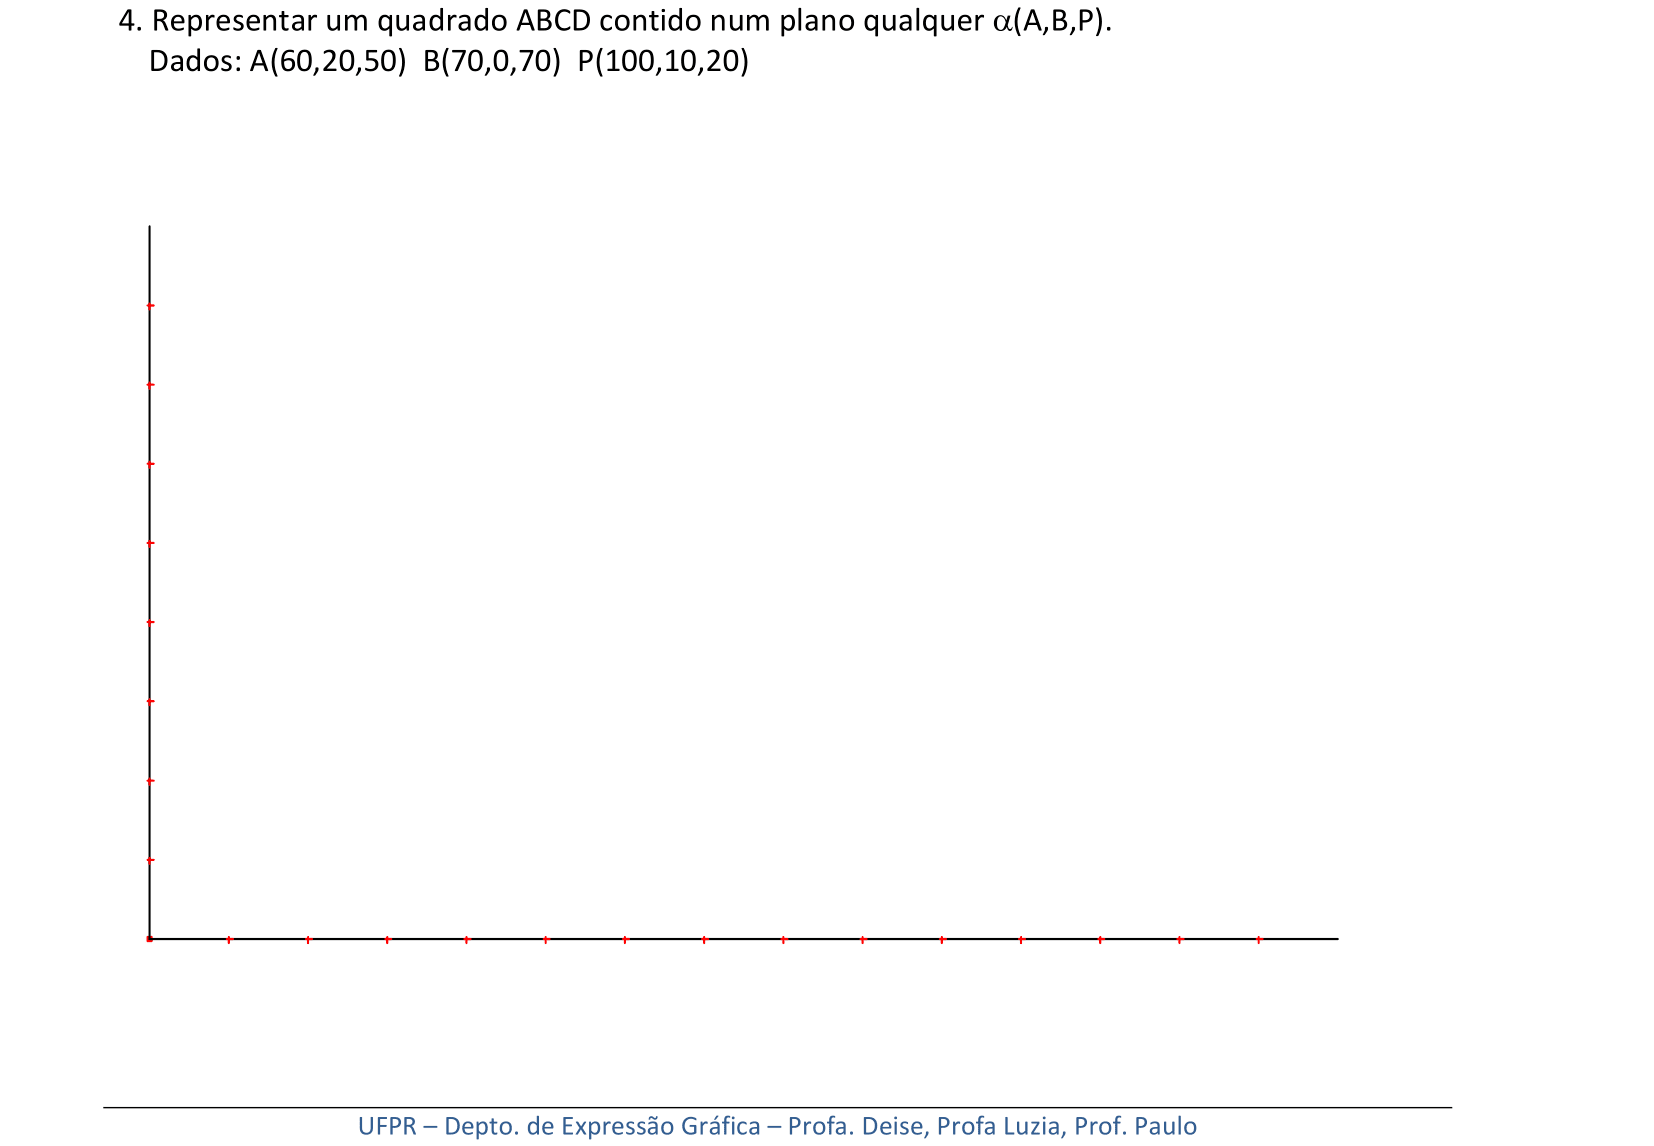 4. Representar um quadrado ABCD contido num plano qualquer α(A,B,P).
Dados: A(60,20,50)  B(70,0,70)  P(100,10,20)
UFPR – Depto. de Expressão Gráfica – Profa. Deise, Profa Luzia, Prof. Paulo